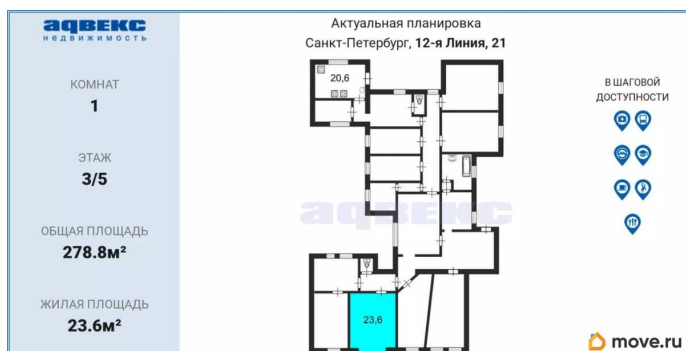 адвекс
недвижимость
КОМНАТ
1
ЭТАЖ
3/5
ОБЩАЯ ПЛОЩАДЬ
278.8м²
ЖИЛАЯ ПЛОЩАДЬ
23.6м²
Актуальная планировка
Санкт-Петербург, 12-я Линия, 21
20,6
адвекс
23,6
В ШАГОВОЙ
ДОСТУПНОСТИ
move.ru